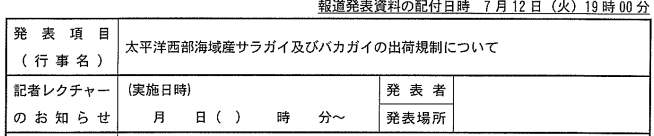 報道発表資料の配付日時 7月12日(火)19時00分
発表項目
(行事名)
太平洋西部海域産サラガイ及びバカガイの出荷規制について
記者レクチャー
のお知らせ
(実施日時)
月 日( ) 時 分~
発表者
発表場所